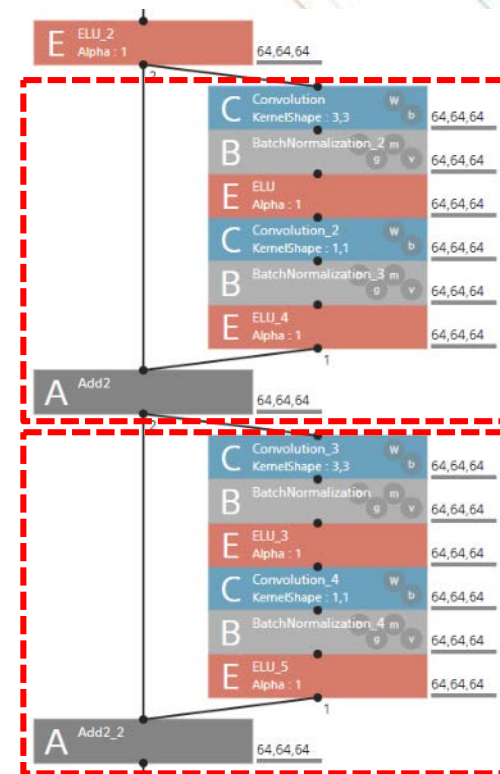 E ELU_2
Alpha : 1
64,64,64
2
C Convolution W
KernelShape : 3,3 b 64,64,64
B BatchNormalization_2 m
g v 64,64,64
E ELU
Alpha : 1 64,64,64
C Convolution_2 W
KernelShape : 1,1 b 64,64,64
B BatchNormalization_3 m
g v 64,64,64
E ELU_4
Alpha : 1 64,64,64
1
A Add2
64,64,64
2
C Convolution_3 W
KernelShape : 3,3 b 64,64,64
B BatchNormalization m
g v 64,64,64
E ELU_3
Alpha : 1 64,64,64
C Convolution_4 W
KernelShape : 1,1 b 64,64,64
B BatchNormalization_4 m
g v 64,64,64
E ELU_5
Alpha : 1 64,64,64
1
A Add2_2
64,64,64